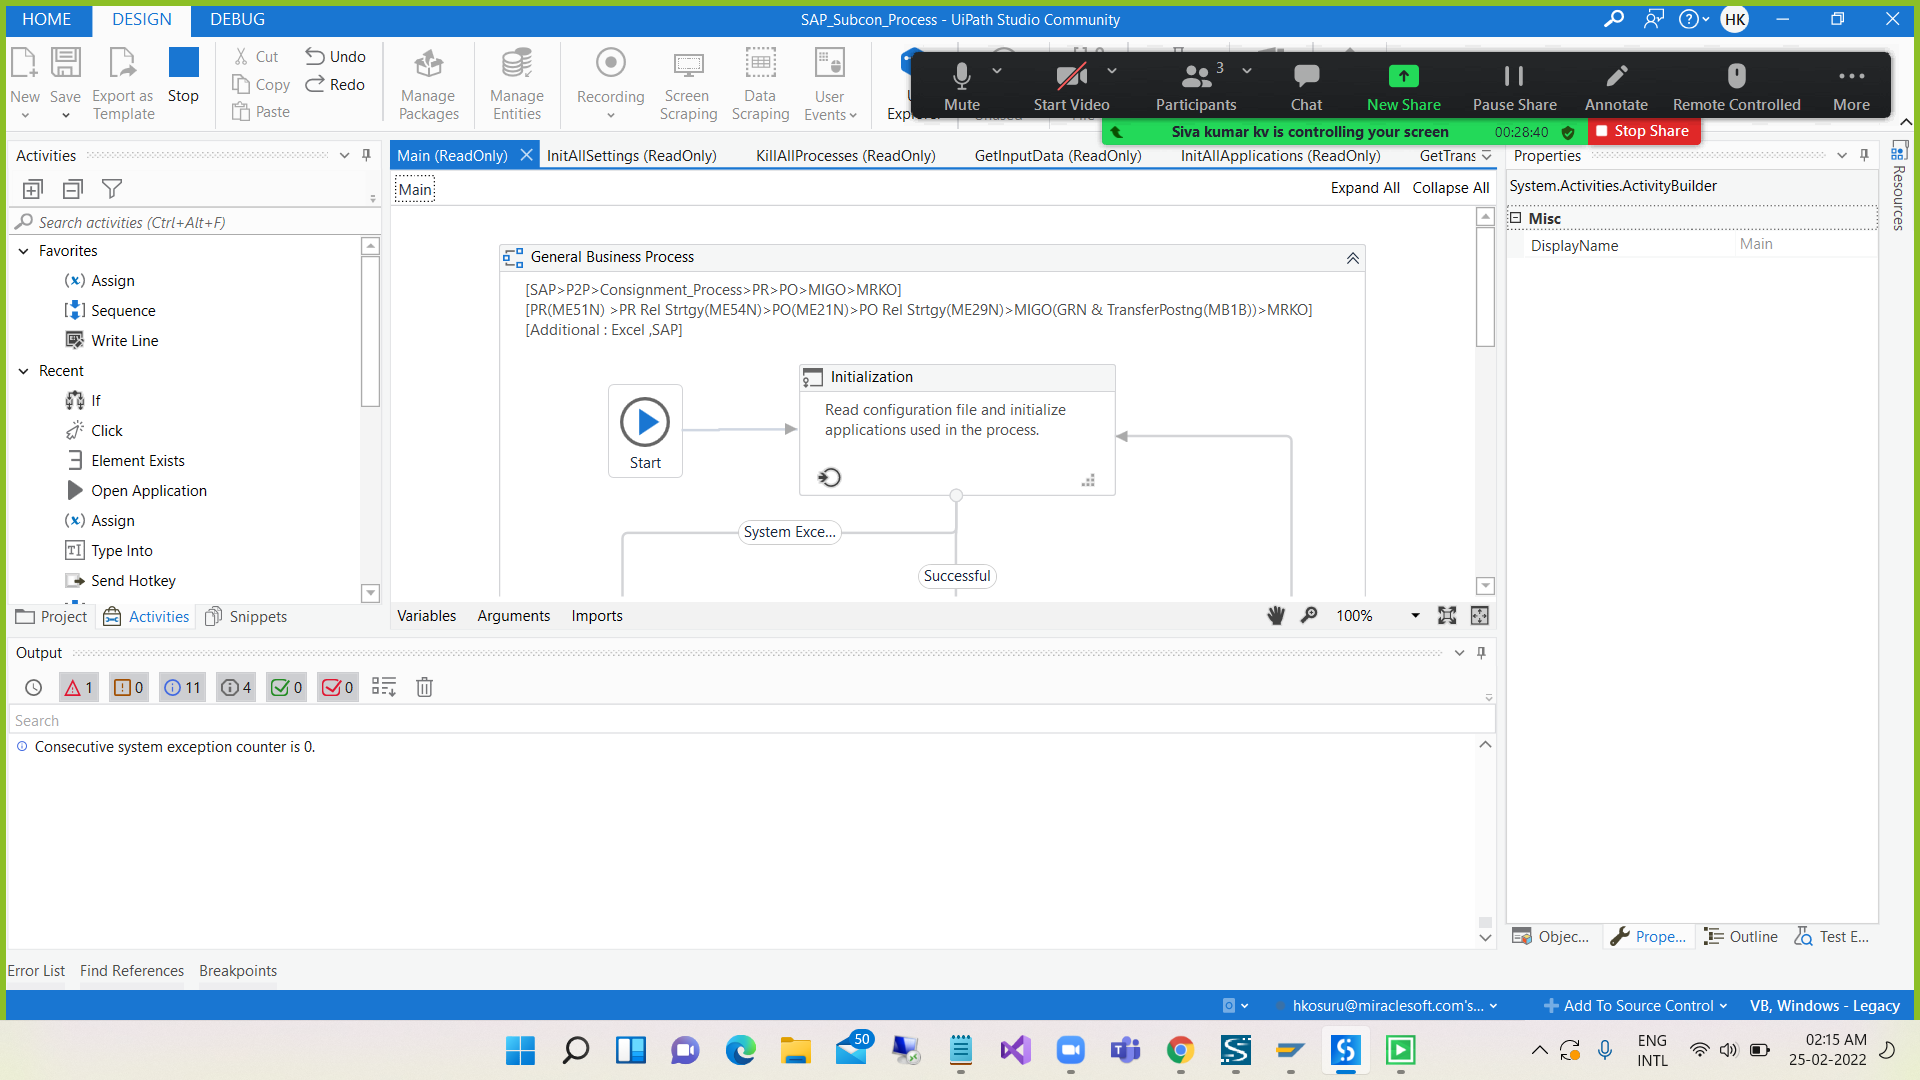 HOME DESIGN DEBUG
SAP_Subcon_Process - UiPath Studio Community
HK
New
Save
Export as
Template
Stop
Cut
Copy
Paste
Undo
Redo
Manage
Packages
Manage
Entities
Recording
Screen
Scraping
Data
Scraping
User
Events
Mute
Start Video
3
Participants
Chat
New Share
Pause Share
Annotate
Remote Controlled
More
Siva kumar kv is controlling your screen
00:28:40
Stop Share
Activities
Search activities (Ctrl+Alt+F)
Favorites
Assign
Sequence
Write Line
Recent
If
Click
Element Exists
Open Application
Assign
Type Into
Send Hotkey
Project
Activities
Snippets
Main (ReadOnly)
InitAllSettings (ReadOnly)
KillAllProcesses (ReadOnly)
GetInputData (ReadOnly)
InitAllApplications (ReadOnly)
GetTrans
Main
Expand All
Collapse All
General Business Process
[SAP>P2P>Consignment_Process>PR>PO>MIGO>MRKO]
[PR(ME51N) >PR Rel Strtgy(ME54N)>PO(ME21N)>PO Rel Strtgy(ME29N)>MIGO(GRN & TransferPostng(MB1B))>MRKO]
[Additional : Excel ,SAP]
Start
Initialization
Read configuration file and initialize
applications used in the process.
System Exce...
Successful
Variables
Arguments
Imports
100%
Properties
System.Activities.ActivityBuilder
Misc
DisplayName
Main
Resources
Output
1
0
11
4
0
0
Search
Consecutive system exception counter is 0.
Objec...
Prope...
Outline
Test E...
Error List
Find References
Breakpoints
hkosuru@miraclesoft.com's...
Add To Source Control
VB, Windows - Legacy
50
ENG
INTL
02:15 AM
25-02-2022